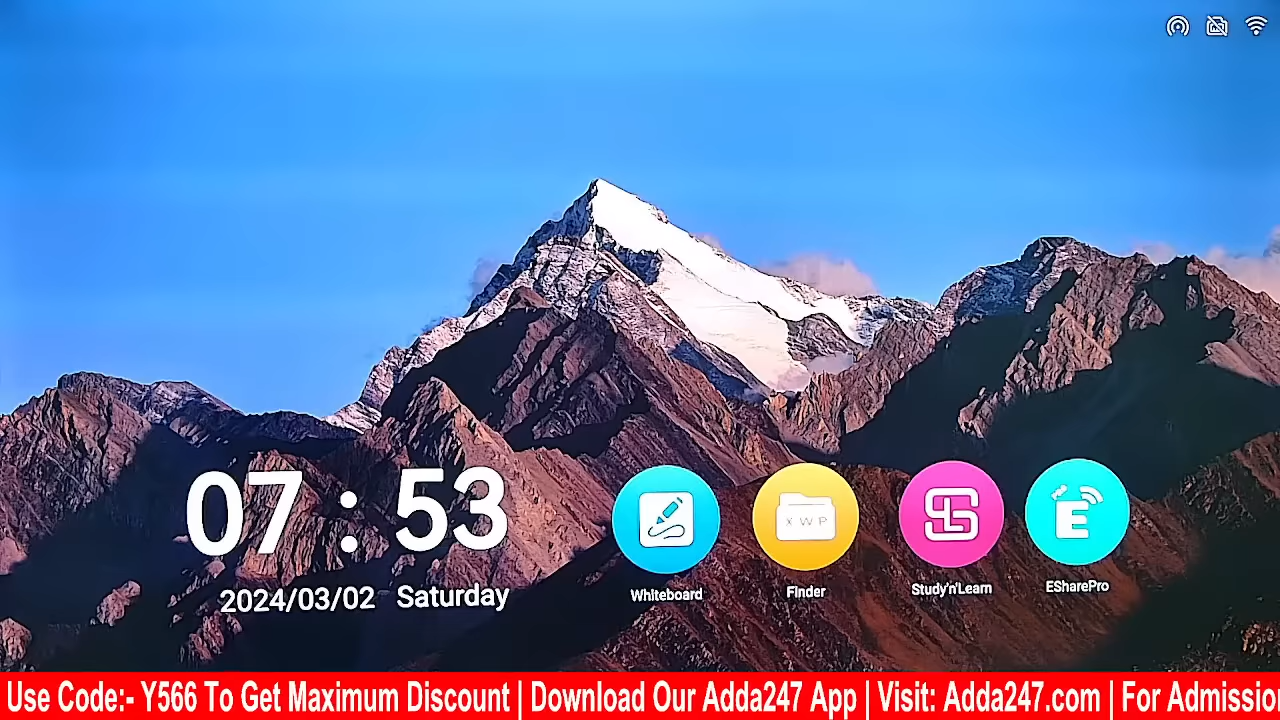 07 : 53
2024/03/02 Saturday
X W P
Whiteboard
Finder
Study'n'Learn
ESharePro
Use Code:- Y566 To Get Maximum Discount | Download Our Adda247 App | Visit: Adda247.com | For Admission